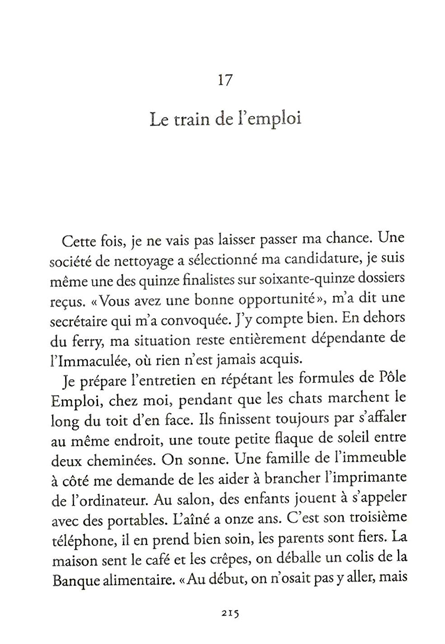 17
Le train de l'emploi
Cette fois, je ne vais pas laisser passer ma chance. Une
société de nettoyage a sélectionné ma candidature, je suis
même une des quinze finalistes sur soixante-quinze dossiers
reçus. «Vous avez une bonne opportunité», m'a dit une
secrétaire qui m'a convoquée. J'y compte bien. En dehors
du ferry, ma situation reste entièrement dépendante de
l'Immaculée, où rien n'est jamais acquis.
Je prépare l'entretien en répétant les formules de Pôle
Emploi, chez moi, pendant que les chats marchent le
long du toit d'en face. Ils finissent toujours par s'affaler
au même endroit, une toute petite flaque de soleil entre
deux cheminées. On sonne. Une famille de l'immeuble
à côté me demande de les aider à brancher l'imprimante
de l'ordinateur. Au salon, des enfants jouent à s'appeler
avec des portables. L'aîné a onze ans. C'est son troisième
téléphone, il en prend bien soin, les parents sont fiers. La
maison sent le café et les crêpes, on déballe un colis de la
Banque alimentaire. «Au début, on n'osait pas y aller, mais
215